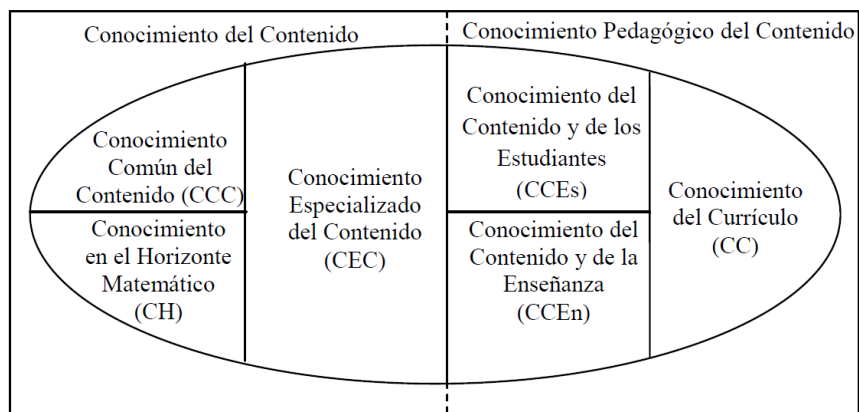 Conocimiento del Contenido
Conocimiento Pedagógico del Contenido
Conocimiento
Común del
Contenido (CCC)
Conocimiento
en el Horizonte
Matemático
(CH)
Conocimiento
Especializado
del Contenido
(CEC)
Conocimiento del
Contenido y de los
Estudiantes
(CCEs)
Conocimiento del
Contenido y de la
Enseñanza
(CCEn)
Conocimiento
del Currículo
(CC)